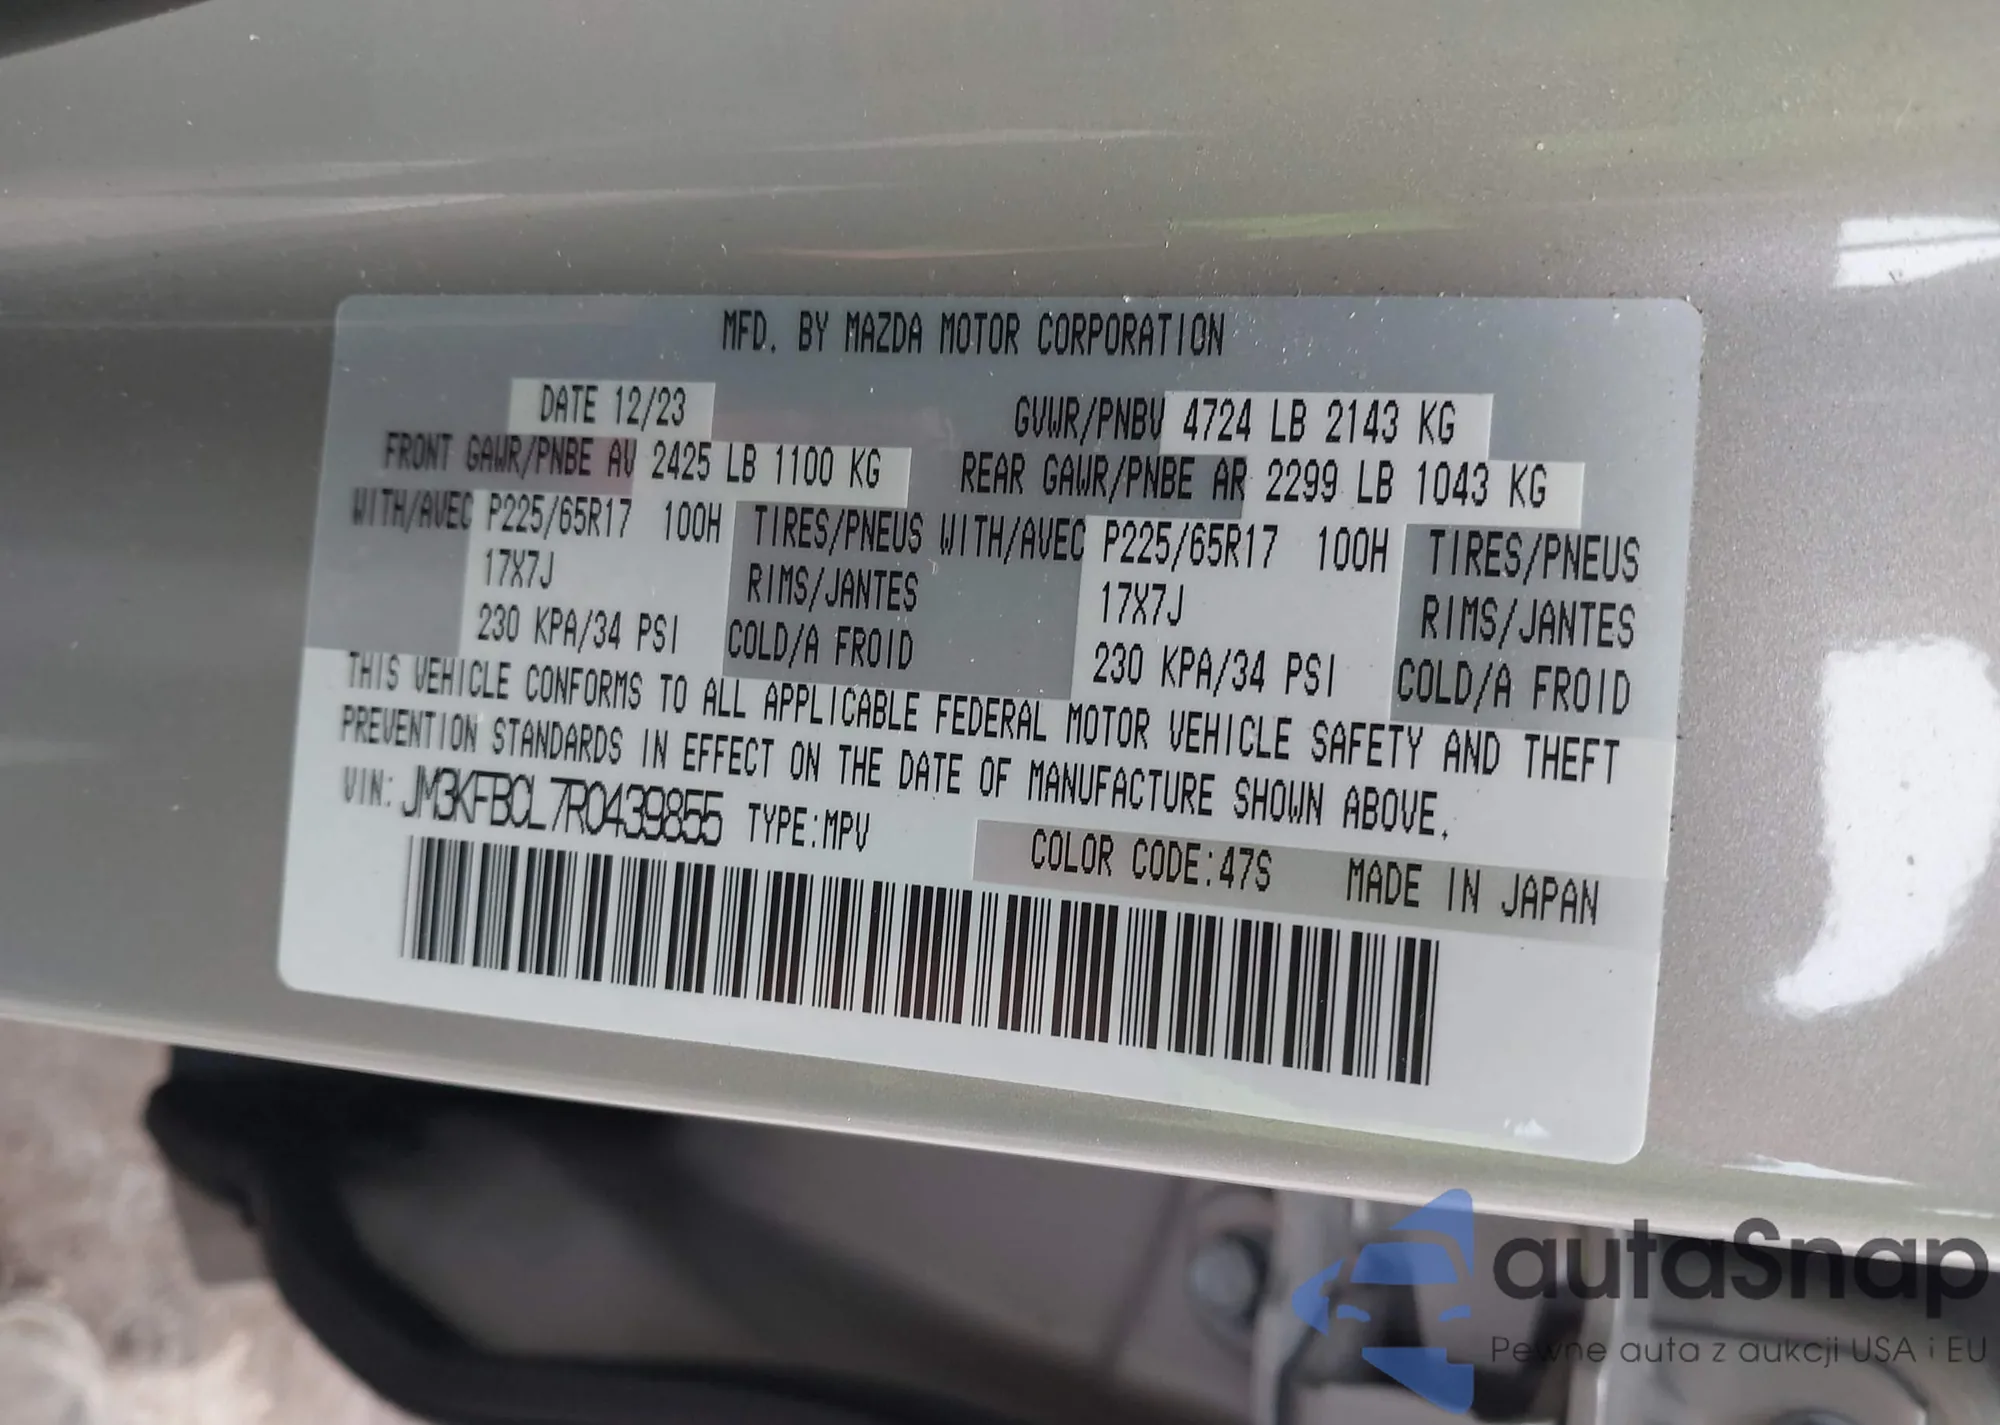 MFD. BY MAZDA MOTOR CORPORATION
DATE 12/23 GVWR/PNBV 4724 LB 2143 KG
FRONT GAWR/PNBE AV 2425 LB 1100 KG REAR GAWR/PNBE AR 2299 LB 1043 KG
WITH/AVEC P225/65R17 100H TIRES/PNEUS WITH/AVEC P225/65R17 100H TIRES/PNEUS
17X7J RIMS/JANTES 17X7J RIMS/JANTES
230 KPA/34 PSI COLD/A FROID 230 KPA/34 PSI COLD/A FROID
THIS VEHICLE CONFORMS TO ALL APPLICABLE FEDERAL MOTOR VEHICLE SAFETY AND THEFT
PREVENTION STANDARDS IN EFFECT ON THE DATE OF MANUFACTURE SHOWN ABOVE.
VIN: JM3KFBCL7R0439855 TYPE:MPV
COLOR CODE:47S MADE IN JAPAN
autaSnap
Pewne auta z aukcji USA i EU